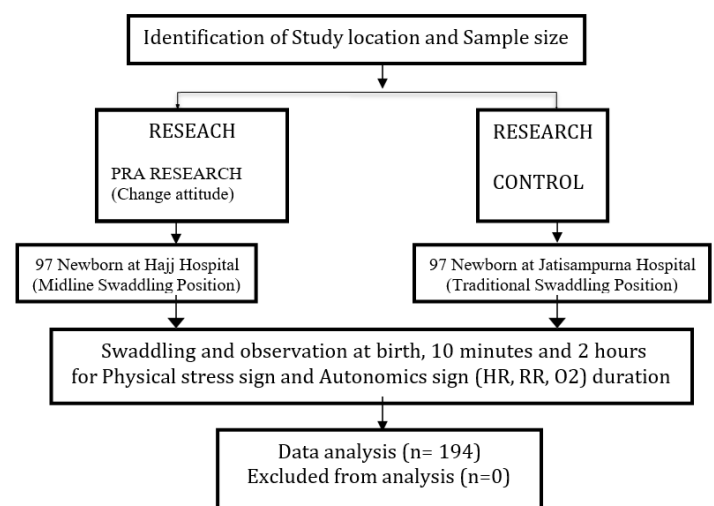 Identification of Study location and Sample size
RESEACH
PRA RESEARCH
(Change attitude)
RESEARCH
CONTROL
97 Newborn at Hajj Hospital
(Midline Swaddling Position)
97 Newborn at Jatisampurna Hospital
(Traditional Swaddling Position)
Swaddling and observation at birth, 10 minutes and 2 hours
for Physical stress sign and Autonomics sign (HR, RR, O2) duration
Data analysis (n= 194)
Excluded from analysis (n=0)